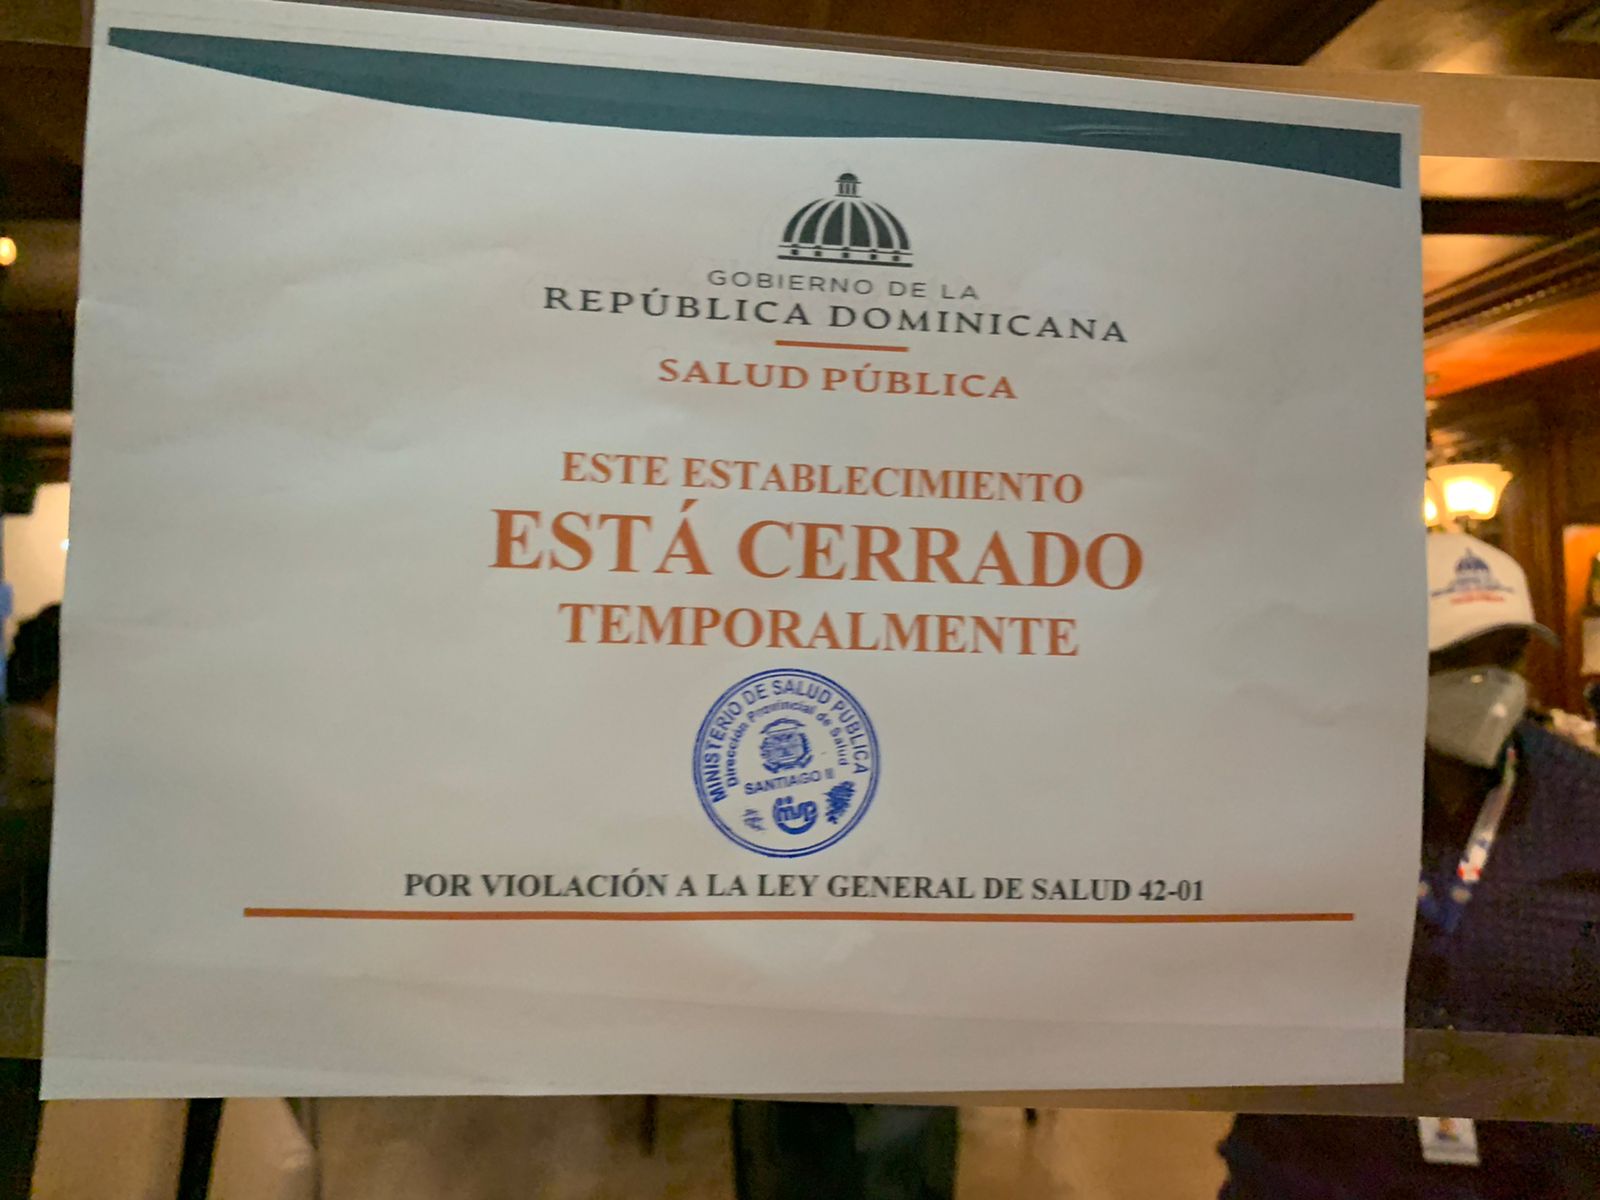 GOBIERNO DE LA
REPÚBLICA DOMINICANA
SALUD PÚBLICA
ESTE ESTABLECIMIENTO
ESTÁ CERRADO
TEMPORALMENTE
MINISTERIO DE SALUD PUBLICA
Dirección Provincial de Salud
SANTIAGO II
msp
POR VIOLACIÓN A LA LEY GENERAL DE SALUD 42-01